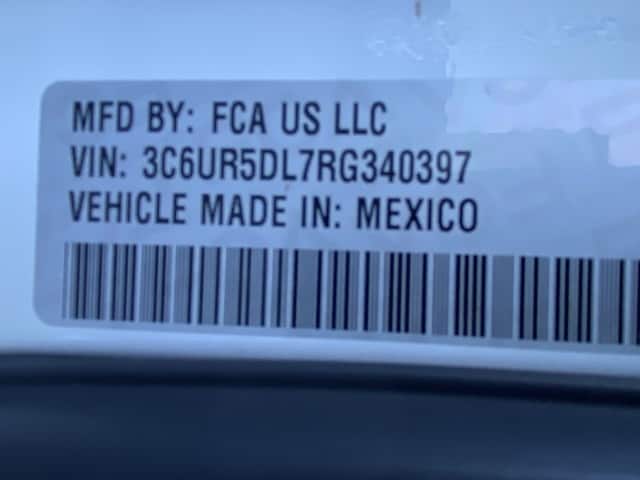 MFD BY: FCA US LLC
VIN: 3C6UR5DL7RG340397
VEHICLE MADE IN: MEXICO